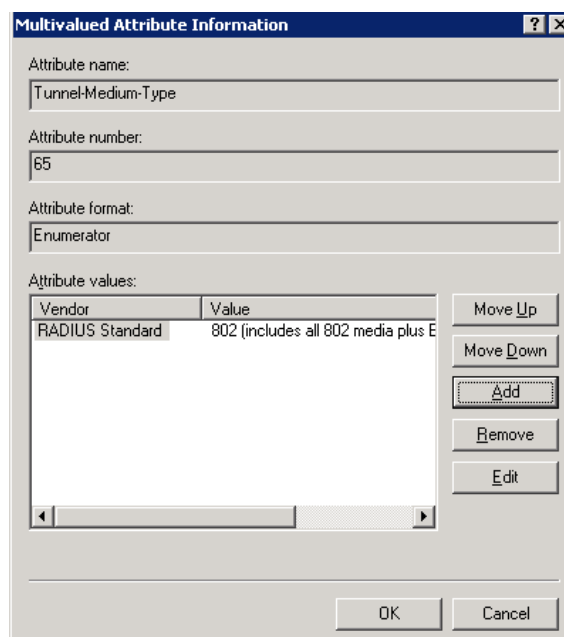 Multivalued Attribute Information
Attribute name:
Tunnel-Medium-Type
Attribute number:
65
Attribute format:
Enumerator
Attribute values:
Vendor Value
RADIUS Standard 802 (includes all 802 media plus E
Move Up
Move Down
Add
Remove
Edit
OK Cancel